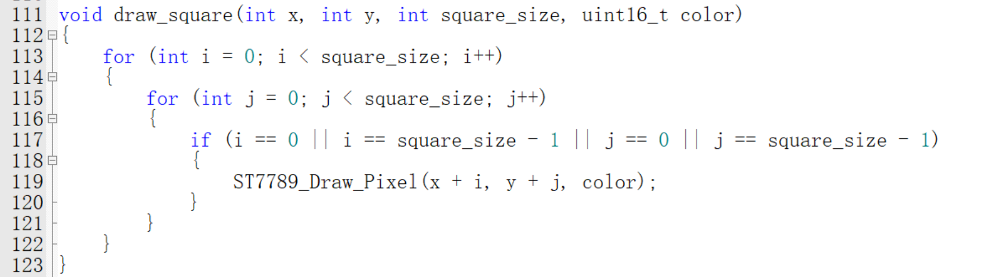 111 void draw_square(int x, int y, int square_size, uint16_t color)
112 {
113     for (int i = 0; i < square_size; i++)
114     {
115         for (int j = 0; j < square_size; j++)
116         {
117             if (i == 0 || i == square_size - 1 || j == 0 || j == square_size - 1)
118             {
119                 ST7789_Draw_Pixel(x + i, y + j, color);
120             }
121         }
122     }
123 }